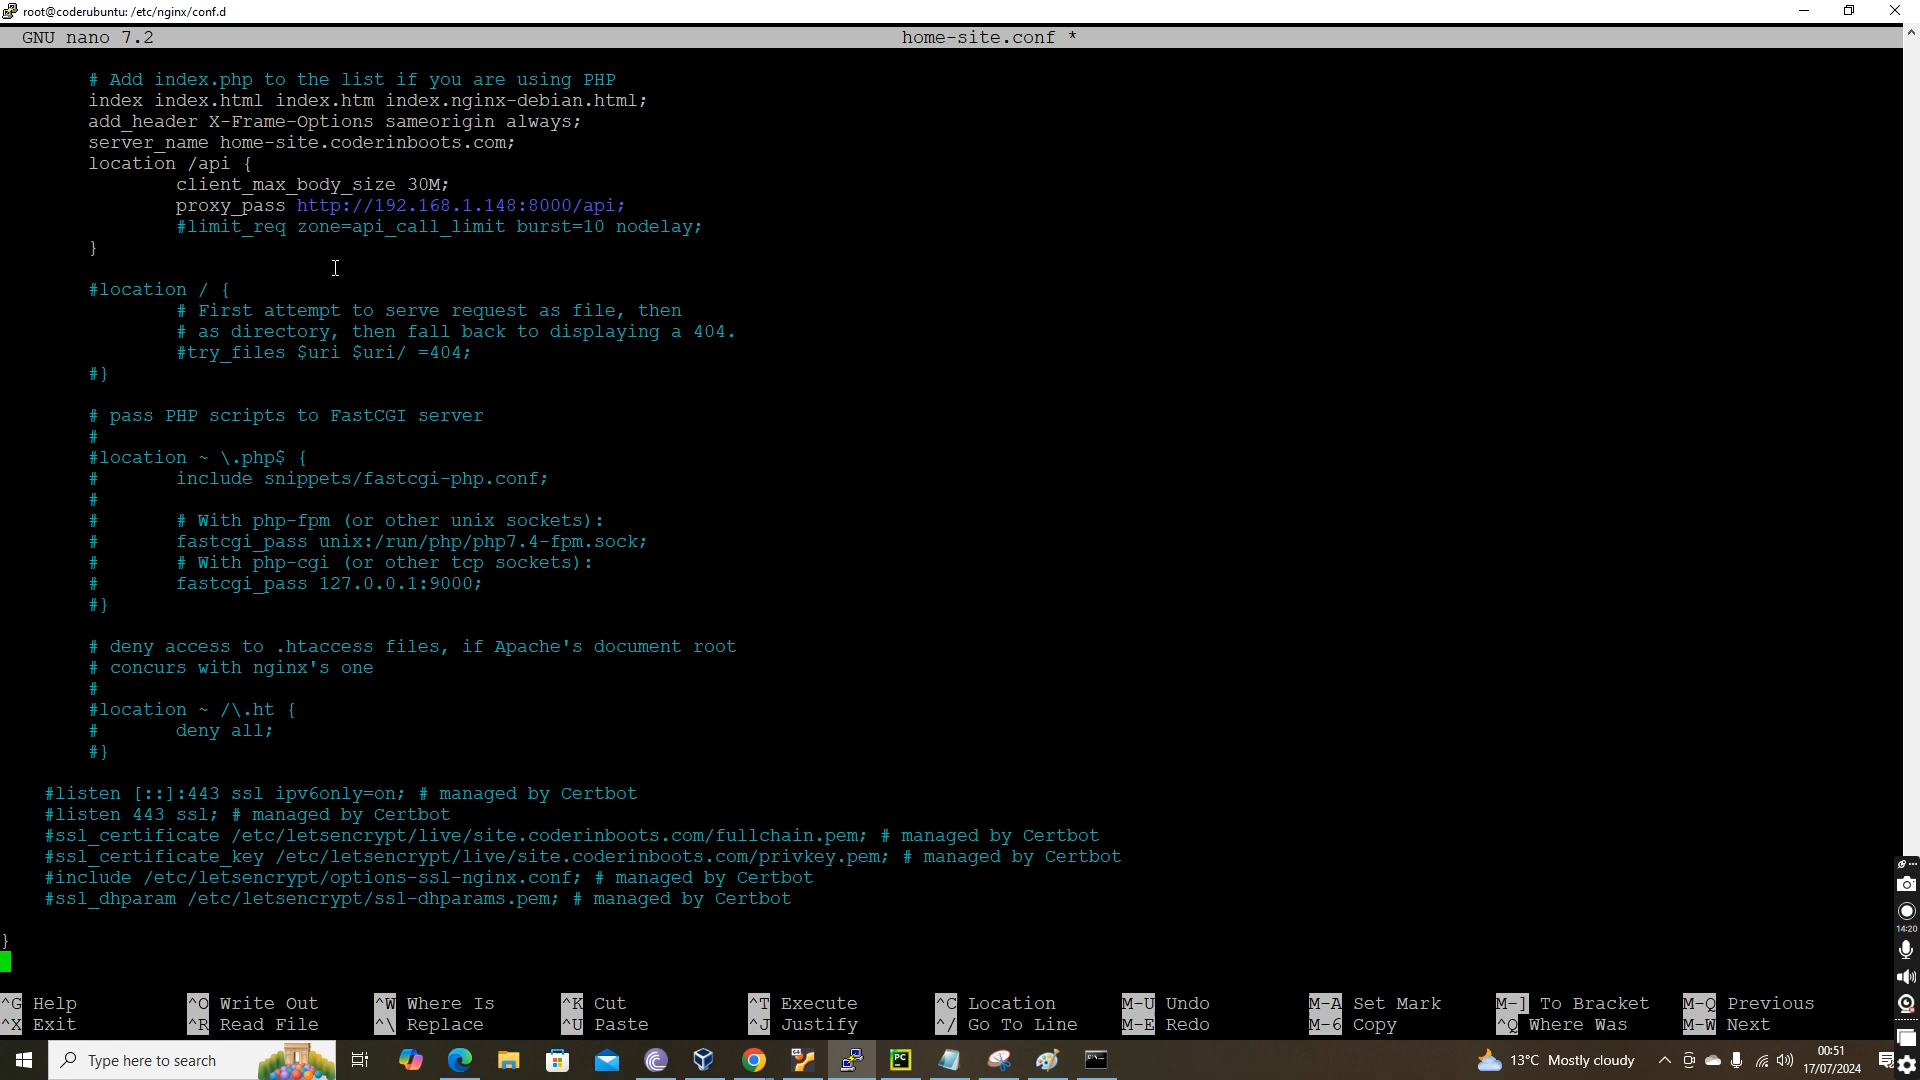 root@coderubuntu: /etc/nginx/conf.d
GNU nano 7.2 home-site.conf *
# Add index.php to the list if you are using PHP
index index.html index.htm index.nginx-debian.html;
add_header X-Frame-Options sameorigin always;
server_name home-site.coderinboots.com;
location /api {
client_max_body_size 30M;
proxy_pass http://192.168.1.148:8000/api;
#limit_req zone=api_call_limit burst=10 nodelay;
}
#location / {
# First attempt to serve request as file, then
# as directory, then fall back to displaying a 404.
#try_files $uri $uri/ =404;
#}
# pass PHP scripts to FastCGI server
#
#location ~ \.php$ {
# include snippets/fastcgi-php.conf;
#
# # With php-fpm (or other unix sockets):
# fastcgi_pass unix:/run/php/php7.4-fpm.sock;
# # With php-cgi (or other tcp sockets):
# fastcgi_pass 127.0.0.1:9000;
#}
# deny access to .htaccess files, if Apache's document root
# concurs with nginx's one
#
#location ~ /\.ht {
# deny all;
#}
#listen [::]:443 ssl ipv6only=on; # managed by Certbot
#listen 443 ssl; # managed by Certbot
#ssl_certificate /etc/letsencrypt/live/site.coderinboots.com/fullchain.pem; # managed by Certbot
#ssl_certificate_key /etc/letsencrypt/live/site.coderinboots.com/privkey.pem; # managed by Certbot
#include /etc/letsencrypt/options-ssl-nginx.conf; # managed by Certbot
#ssl_dhparam /etc/letsencrypt/ssl-dhparams.pem; # managed by Certbot
}
14:20
^G Help ^O Write Out ^W Where Is ^K Cut ^T Execute ^C Location M-U Undo M-A Set Mark M-] To Bracket M-Q Previous
^X Exit ^R Read File ^\ Replace ^U Paste ^J Justify ^/ Go To Line M-E Redo M-6 Copy ^Q Where Was M-W Next
Type here to search 13°C Mostly cloudy 00:51
17/07/2024